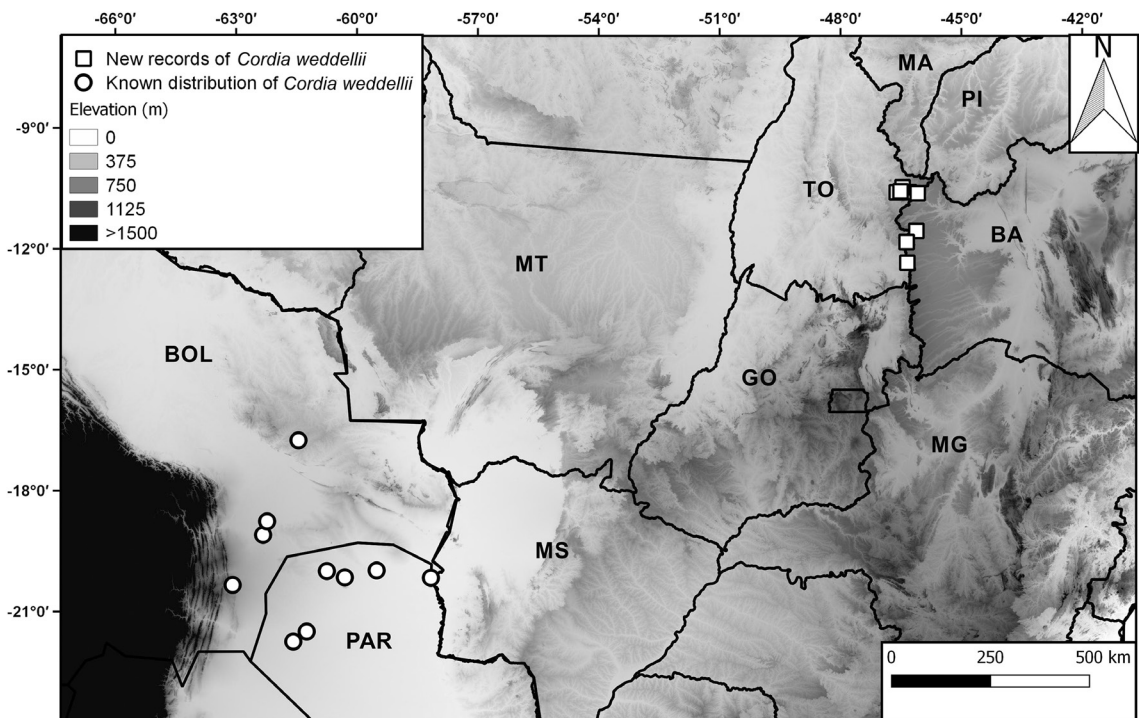 -66°0′ -63°0′ -60°0′ -57°0′ -54°0′ -51°0′ -48°0′ -45°0′ -42°0′
New records of Cordia weddellii
Known distribution of Cordia weddellii
Elevation (m)
0
375
750
1125
>1500
N
MA
PI
-9°0′
TO
-12°0′
BA
MT
BOL
-15°0′
GO
MG
-18°0′
MS
-21°0′
PAR
0 250 500 km